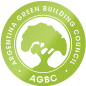 ARGENTINA GREEN BUILDING COUNCIL
• AGBC •